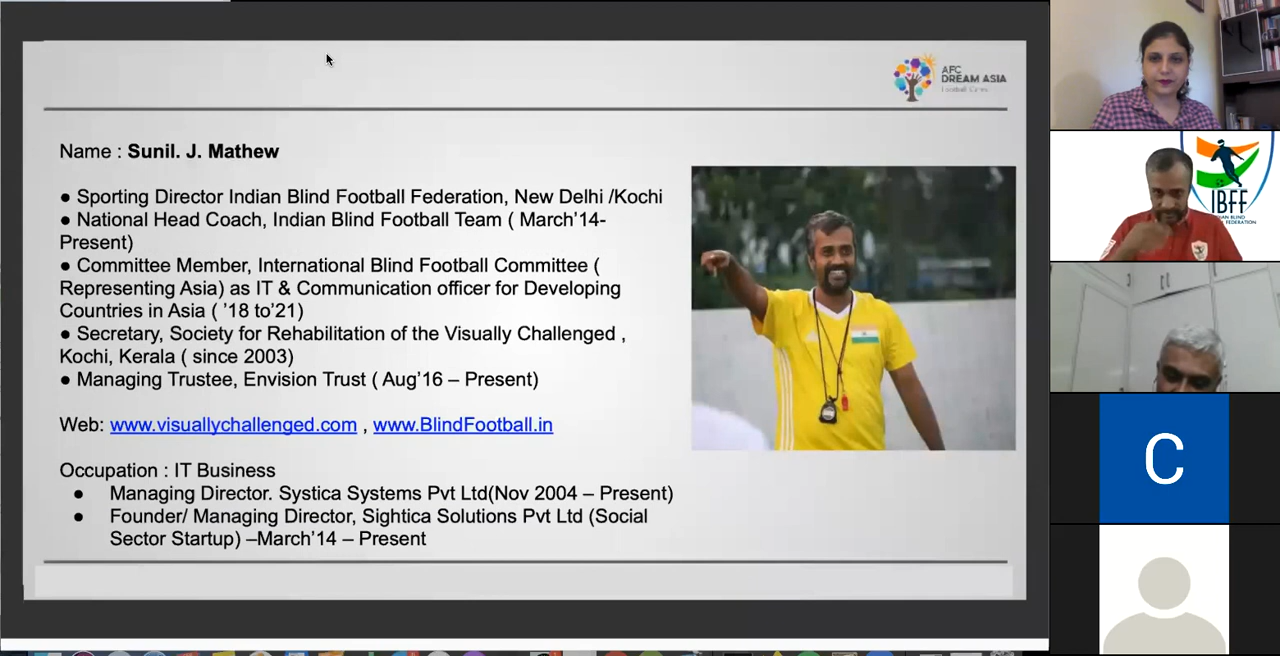 AFC
DREAM ASIA
Name : Sunil. J. Mathew
● Sporting Director Indian Blind Football Federation, New Delhi /Kochi
● National Head Coach, Indian Blind Football Team ( March’14-
Present)
● Committee Member, International Blind Football Committee (
Representing Asia) as IT & Communication officer for Developing
Countries in Asia ( ’18 to’21)
● Secretary, Society for Rehabilitation of the Visually Challenged ,
Kochi, Kerala ( since 2003)
● Managing Trustee, Envision Trust ( Aug’16 – Present)
Web: www.visuallychallenged.com , www.BlindFootball.in
Occupation : IT Business
● Managing Director. Systica Systems Pvt Ltd(Nov 2004 – Present)
● Founder/ Managing Director, Sightica Solutions Pvt Ltd (Social
Sector Startup) –March’14 – Present
IBFF
FEDERATION
C